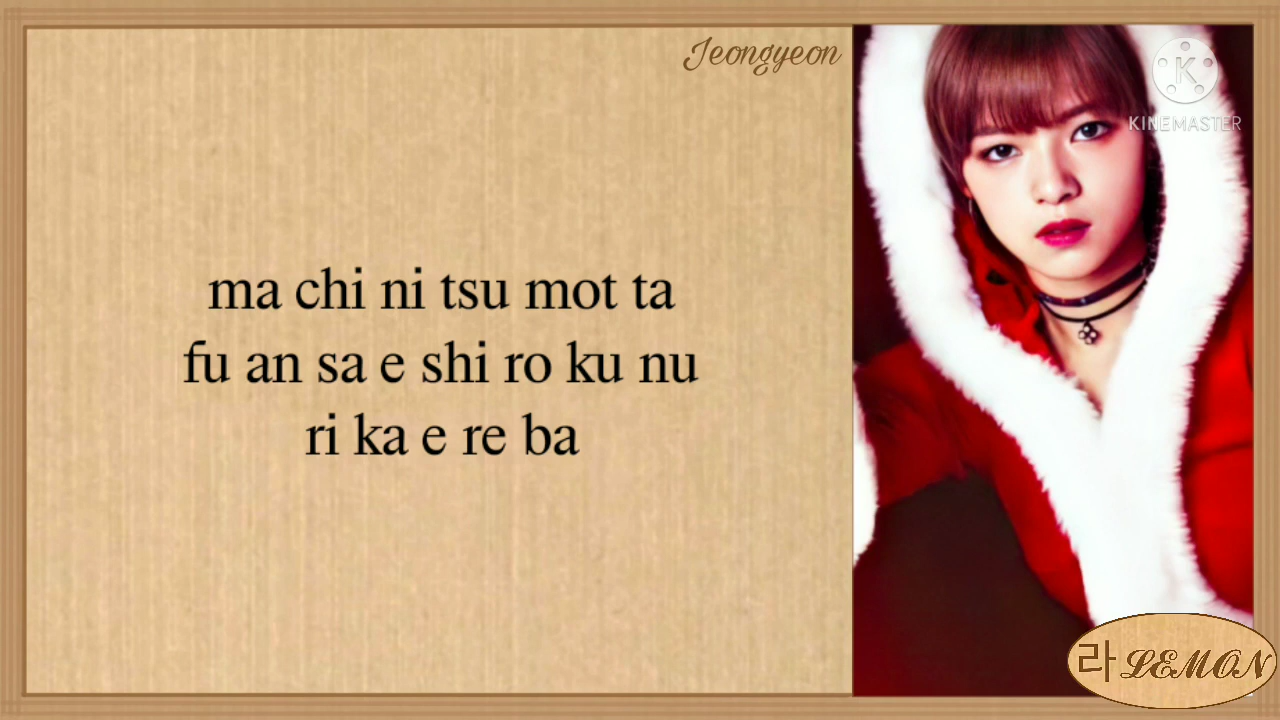 Jeongyeon
K
KINEMASTER
ma chi ni tsu mot ta
fu an sa e shi ro ku nu
ri ka e re ba
라 LEMON